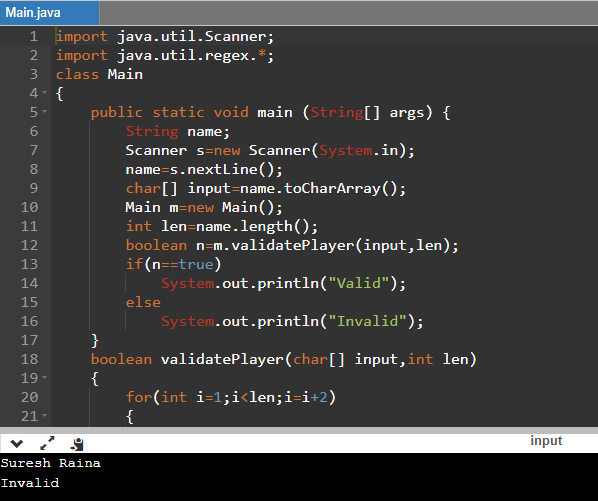 Main.java
1 import java.util.Scanner;
2 import java.util.regex.*;
3 class Main
4 {
5 public static void main (String[] args) {
6 String name;
7 Scanner s=new Scanner(System.in);
8 name=s.nextLine();
9 char[] input=name.toCharArray();
10 Main m=new Main();
11 int len=name.length();
12 boolean n=m.validatePlayer(input,len);
13 if(n==true)
14 System.out.println("Valid");
15 else
16 System.out.println("Invalid");
17 }
18 boolean validatePlayer(char[] input,int len)
19 {
20 for(int i=1;i<len;i=i+2)
21 {
input
Suresh Raina
Invalid